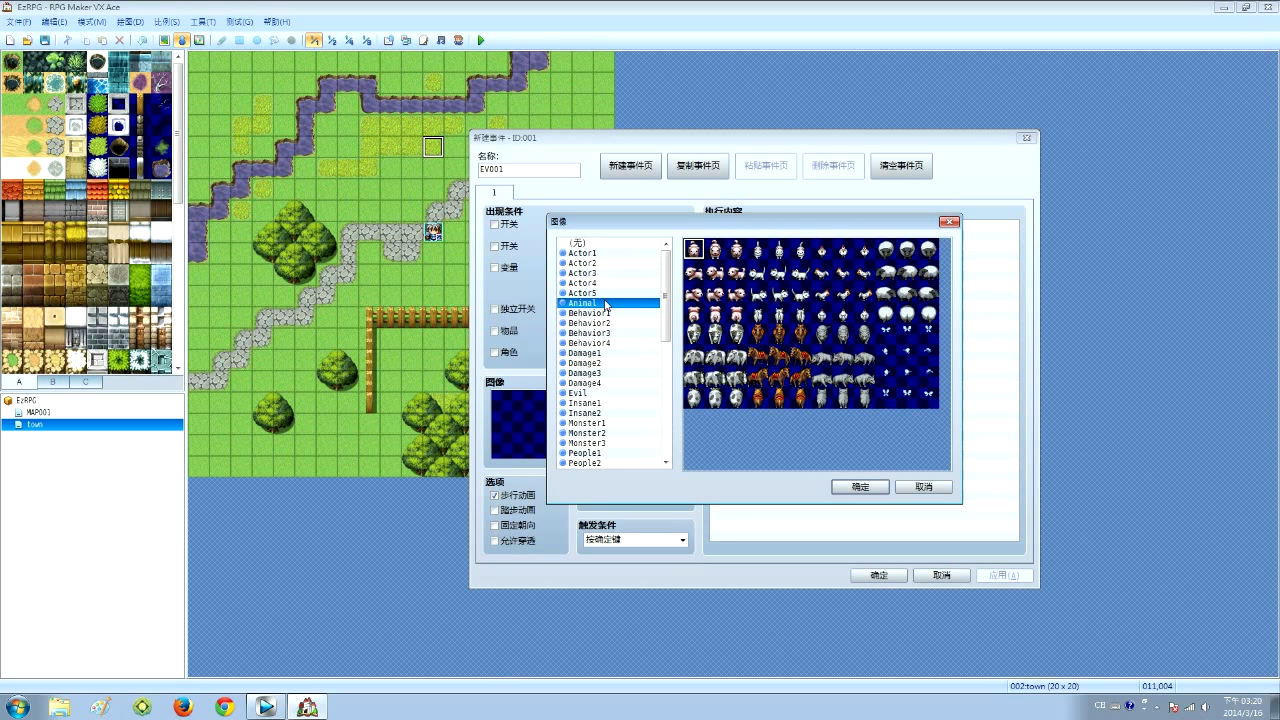 EzRPG - RPG Maker VX Ace
文件(F) 编辑(E) 模式(M) 绘图(D) 比例(S) 工具(T) 测试(G) 帮助(H)
新建事件 - ID:001
名称:
EV001
新建事件页 复制事件页 粘贴事件页 删除事件页 清空事件页
1
出现条件
执行内容
开关
开关
变量
独立开关
物品
角色
图像
选项
步行动画
踏步动画
固定朝向
允许穿透
触发条件
按确定键
确定 取消 应用(A)
图像
(无)
Actor1
Actor2
Actor3
Actor4
Actor5
Animal
Behavior1
Behavior2
Behavior3
Behavior4
Damage1
Damage2
Damage3
Damage4
Evil
Insane1
Insane2
Monster1
Monster2
Monster3
People1
People2
确定 取消
A B C
EzRPG
MAP001
town
002:town (20 x 20) 011,004
CH
下午 03:20
2014/3/16